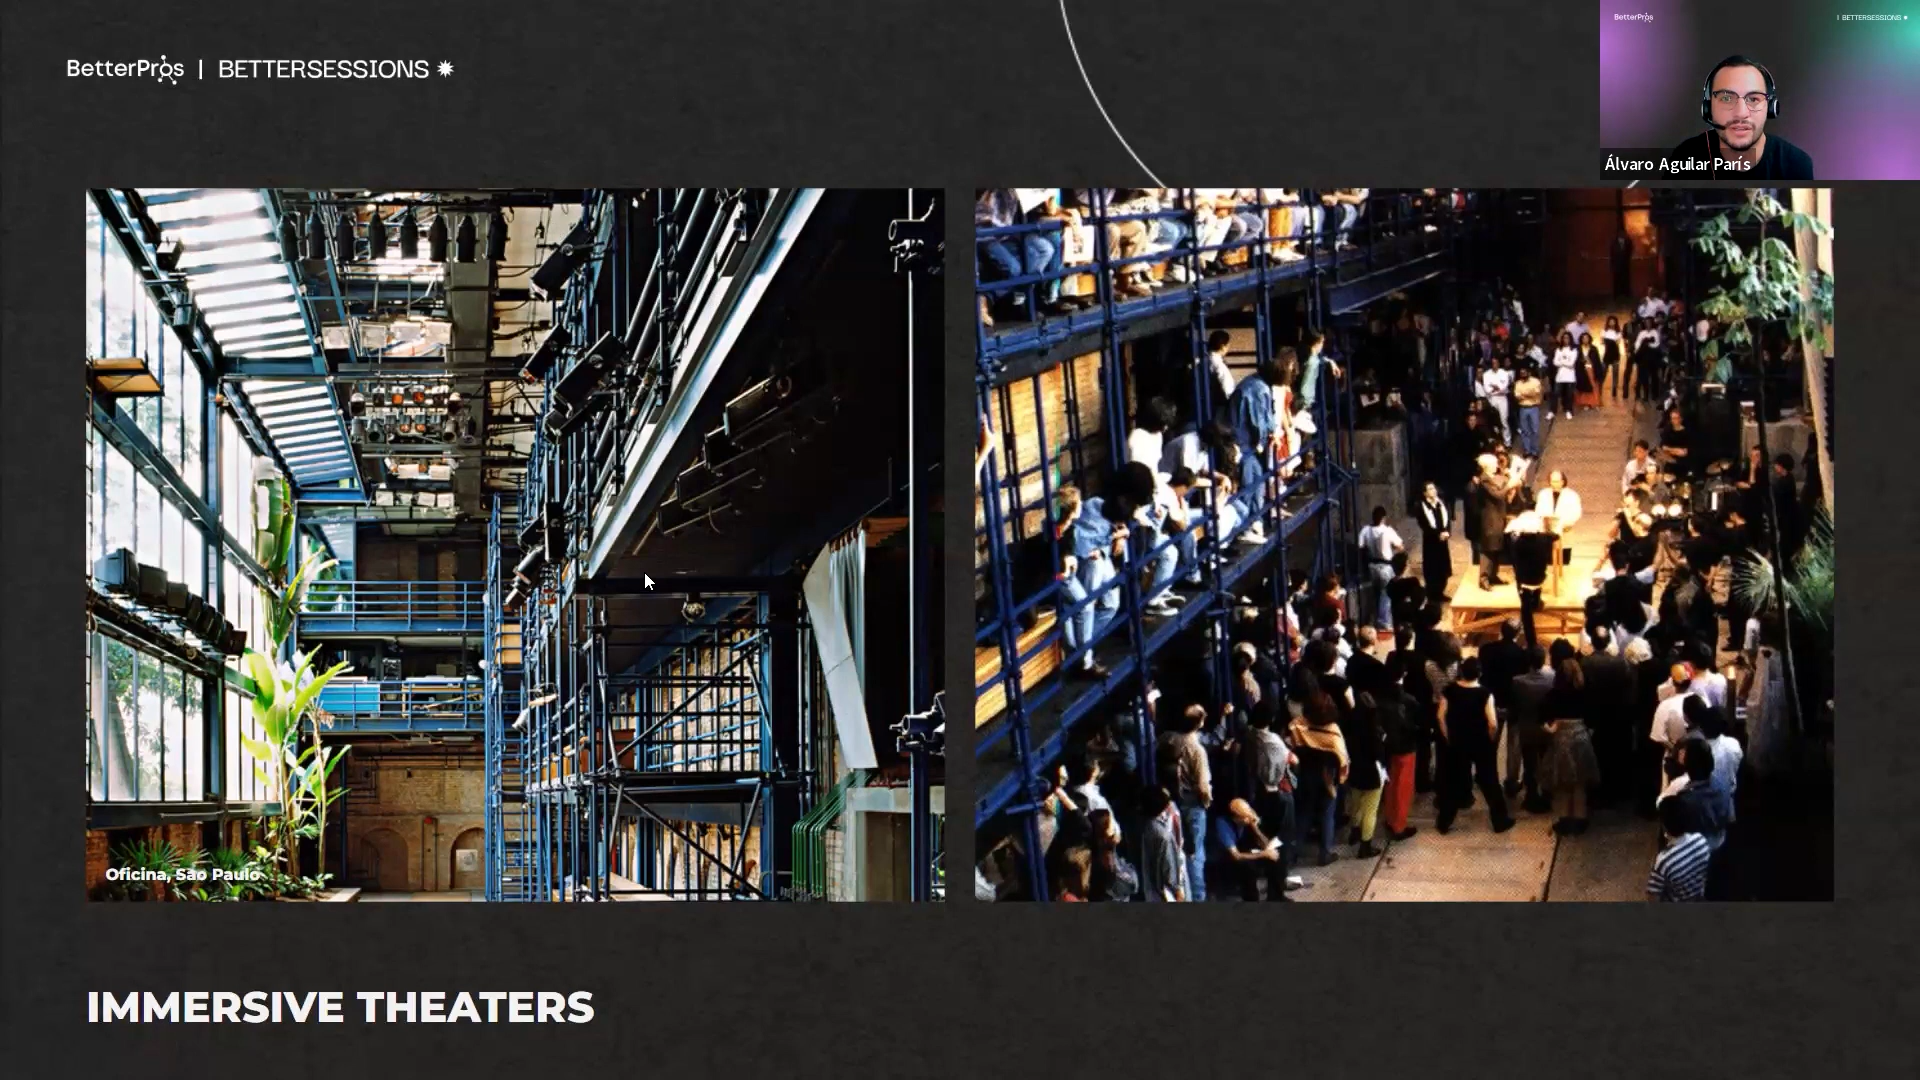 BetterPros | BETTERSESSIONS
BetterPros | BETTERSESSIONS
Álvaro Aguilar París
Oficina, São Paulo
IMMERSIVE THEATERS